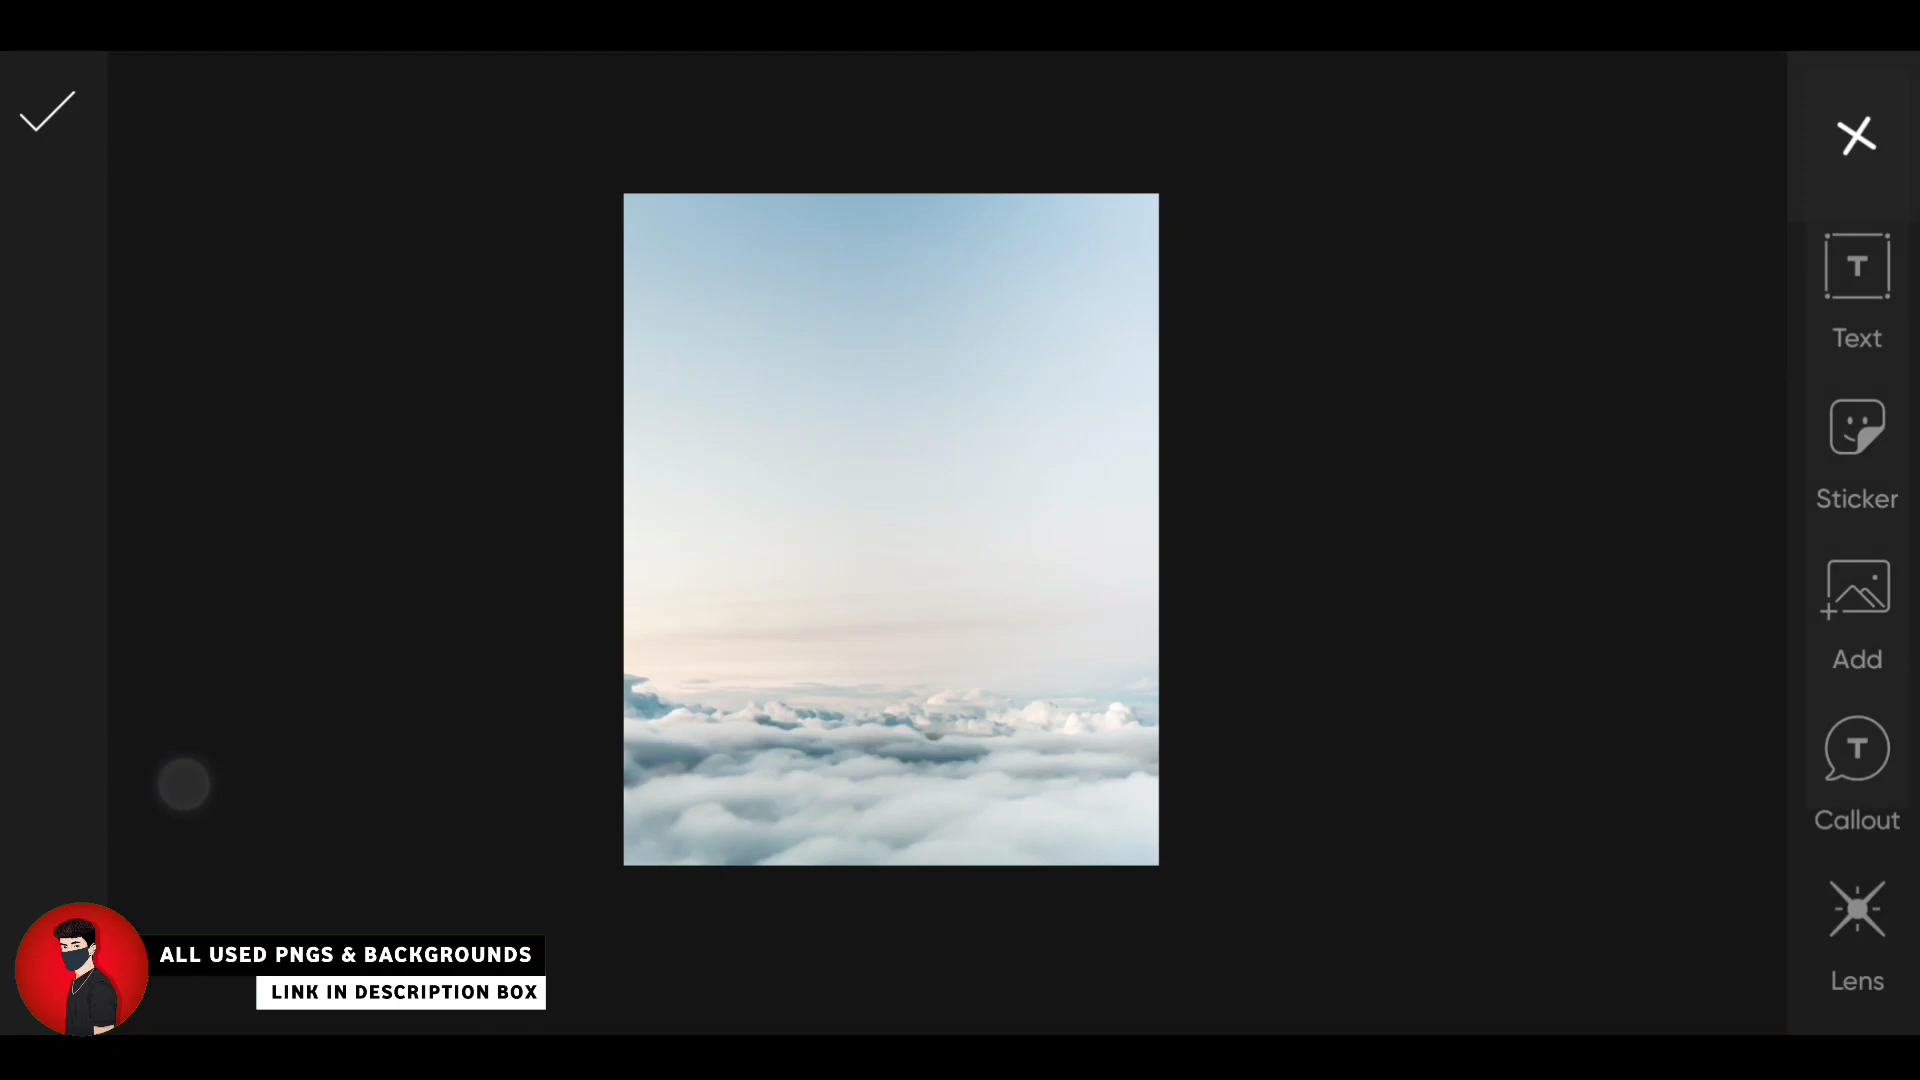 Text
Sticker
Add
Callout
Lens
ALL USED PNGS & BACKGROUNDS
LINK IN DESCRIPTION BOX